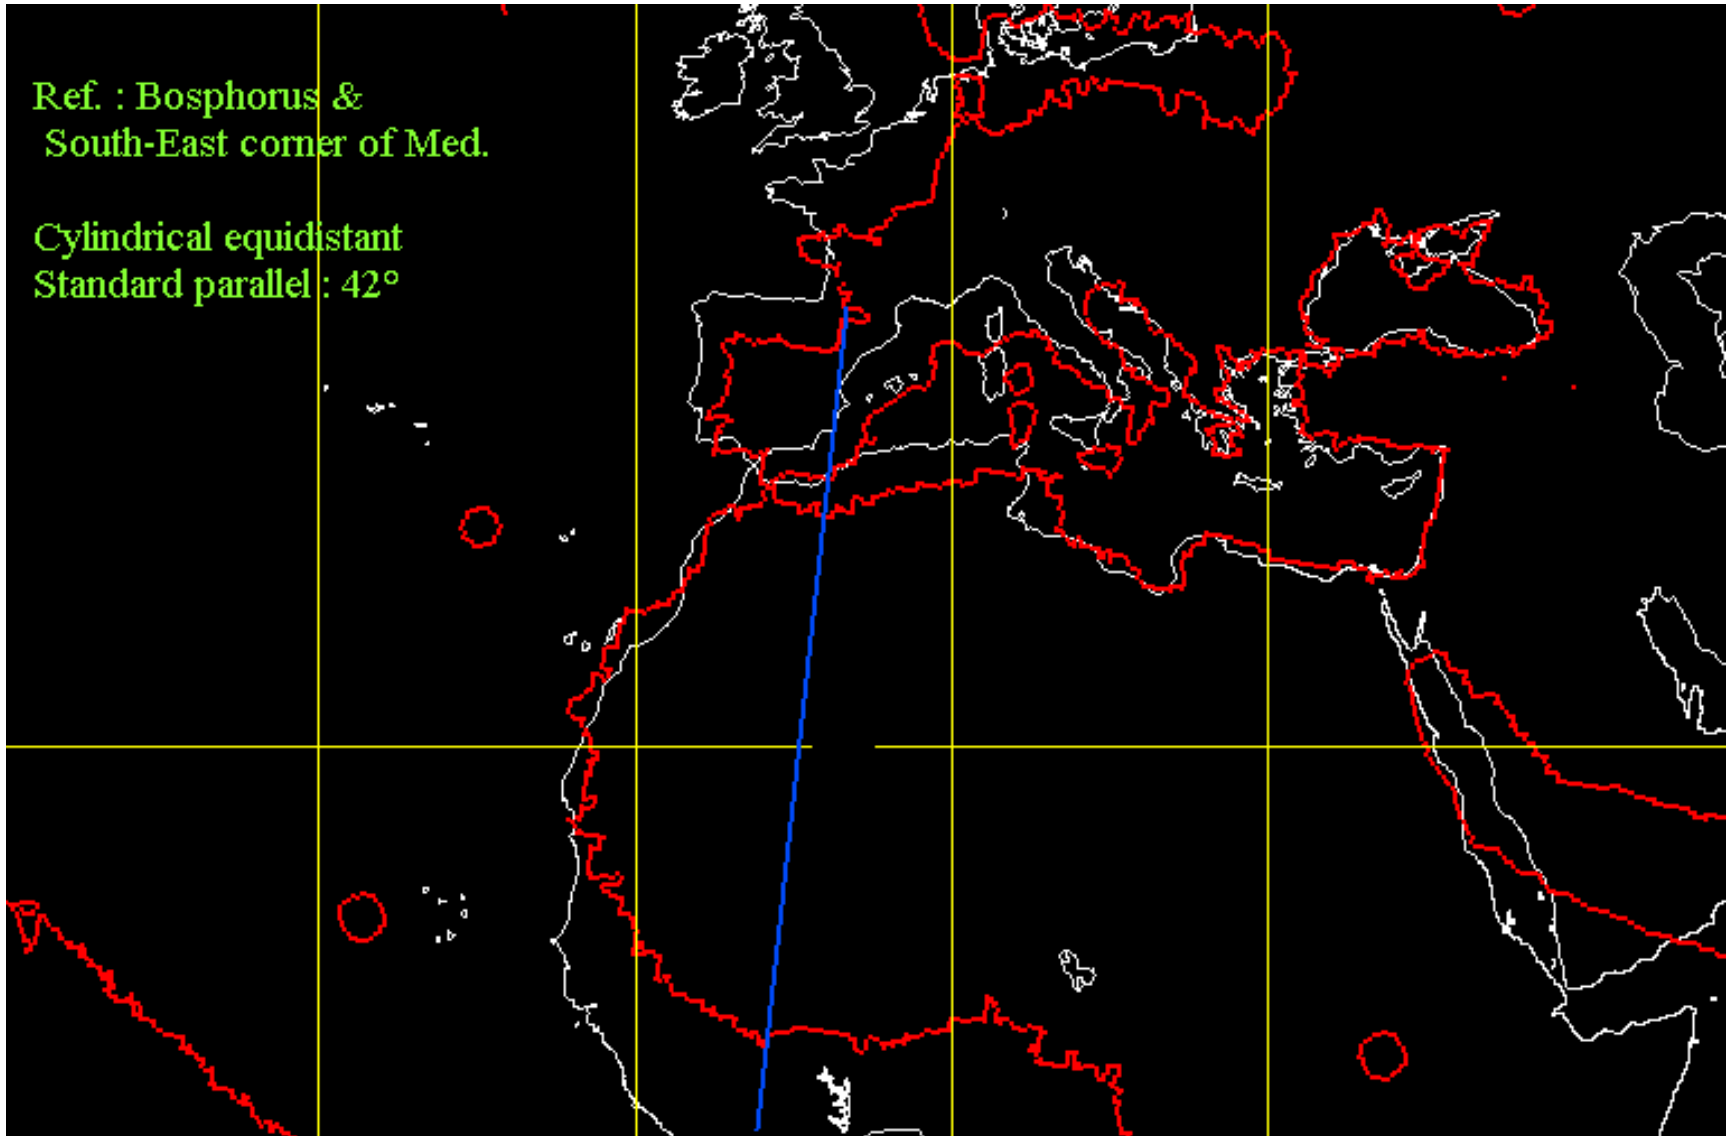 Ref. : Bosphorus &
South-East corner of Med.
Cylindrical equidistant
Standard parallel : 42°